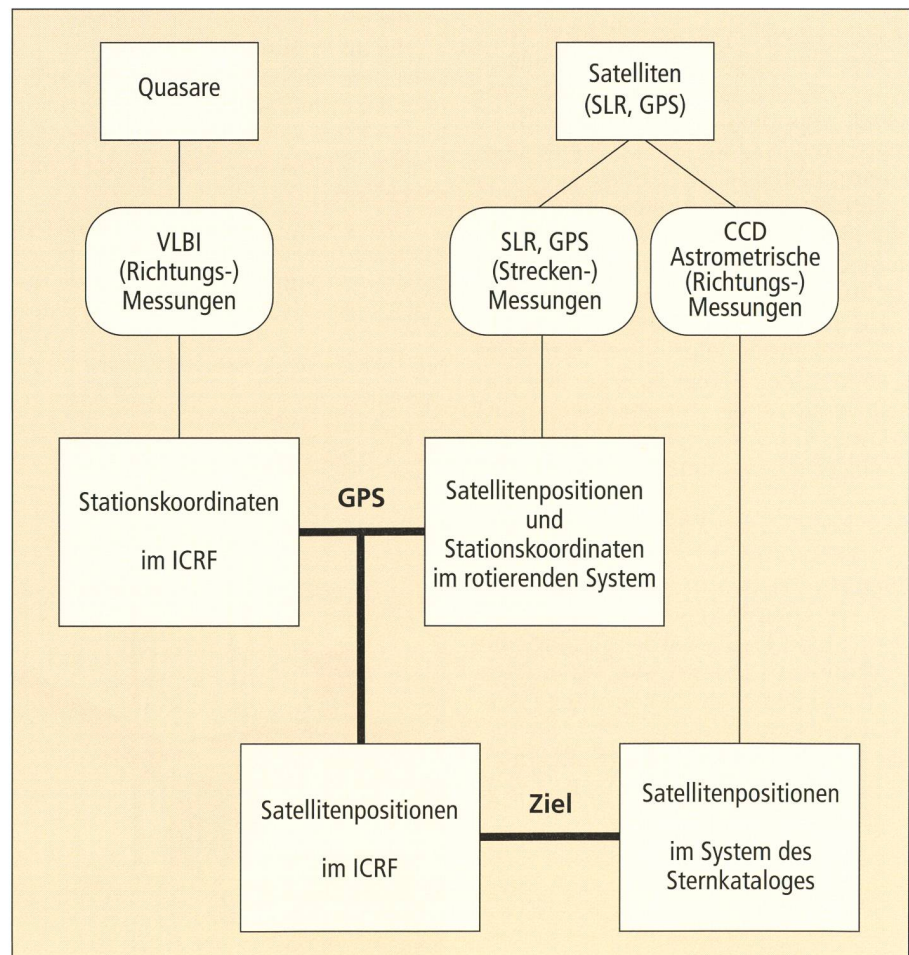 Quasare
Satelliten
(SLR, GPS)
VLBI
(Richtungs-)
Messungen
SLR, GPS
(Strecken-)
Messungen
CCD
Astrometrische
(Richtungs-)
Messungen
Stationskoordinaten
im ICRF
GPS
Satellitenpositionen
und
Stationskoordinaten
im rotierenden System
Satellitenpositionen
im ICRF
Ziel
Satellitenpositionen
im System des
Sternkataloges